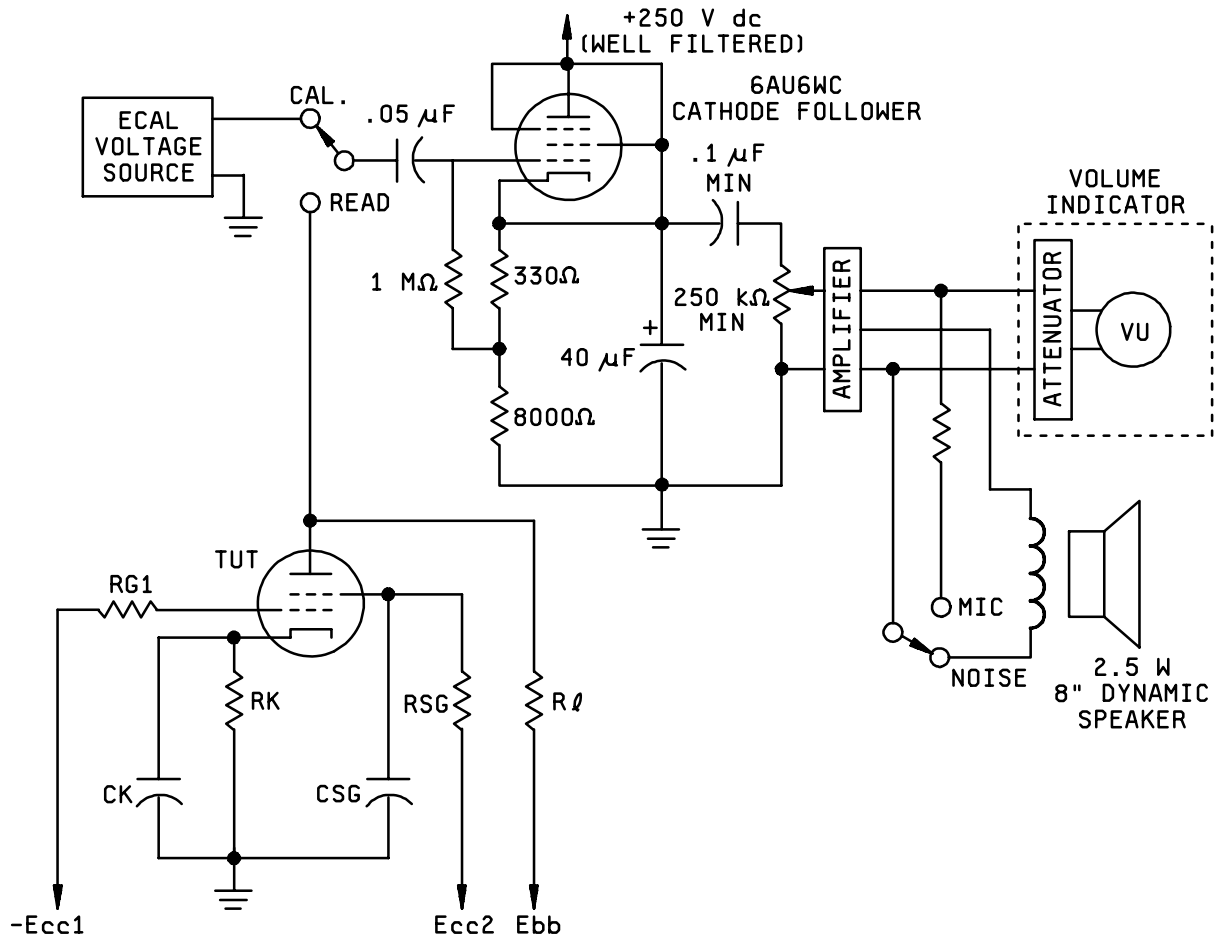 +250 V dc
(WELL FILTERED)
6AU6WC
CATHODE FOLLOWER
ECAL
VOLTAGE
SOURCE
CAL.
.05 μF
READ
.1 μF
MIN
VOLUME
INDICATOR
1 MΩ
330Ω
250 kΩ
MIN
AMPLIFIER
ATTENUATOR
VU
+
40 μF
8000Ω
TUT
RG1
MIC
NOISE
2.5 W
8" DYNAMIC
SPEAKER
RK
RSG
Rℓ
CK
CSG
-Ecc1
Ecc2
Ebb